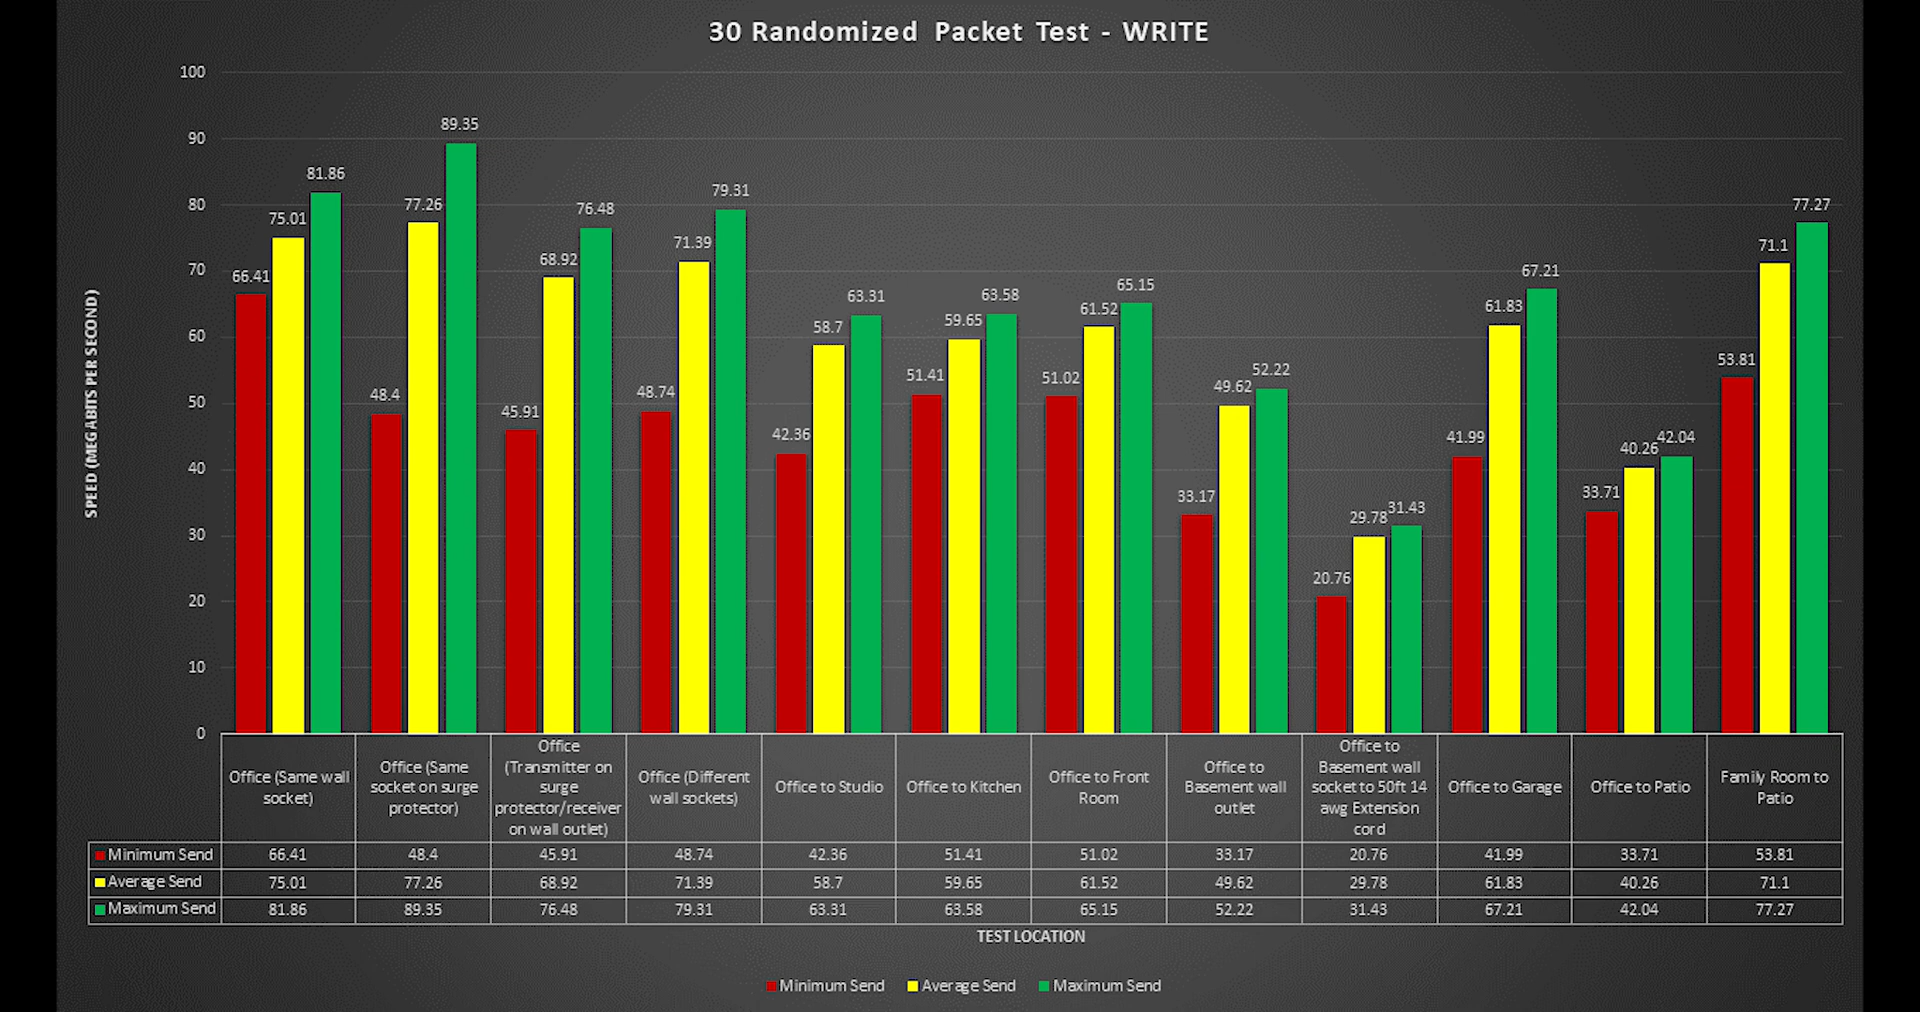 30 Randomized Packet Test - WRITE
100
90
80
70
60
50
40
30
20
10
0
SPEED (MEGABITS PER SECOND)
66.41
75.01
81.86
48.4
77.26
89.35
45.91
68.92
76.48
48.74
71.39
79.31
42.36
58.7
63.31
51.41
59.65
63.58
51.02
61.52
65.15
33.17
49.62
52.22
20.76
29.78
31.43
41.99
61.83
67.21
33.71
40.26
42.04
53.81
71.1
77.27
Office (Same wall
socket)
Office (Same
socket on surge
protector)
Office
(Transmitter on
surge
protector/receiver
on wall outlet)
Office (Different
wall sockets)
Office to Studio
Office to Kitchen
Office to Front
Room
Office to
Basement wall
outlet
Office to
Basement wall
socket to 50ft 14
awg Extension
cord
Office to Garage
Office to Patio
Family Room to
Patio
Minimum Send 66.41 48.4 45.91 48.74 42.36 51.41 51.02 33.17 20.76 41.99 33.71 53.81
Average Send 75.01 77.26 68.92 71.39 58.7 59.65 61.52 49.62 29.78 61.83 40.26 71.1
Maximum Send 81.86 89.35 76.48 79.31 63.31 63.58 65.15 52.22 31.43 67.21 42.04 77.27
TEST LOCATION
Minimum Send Average Send Maximum Send